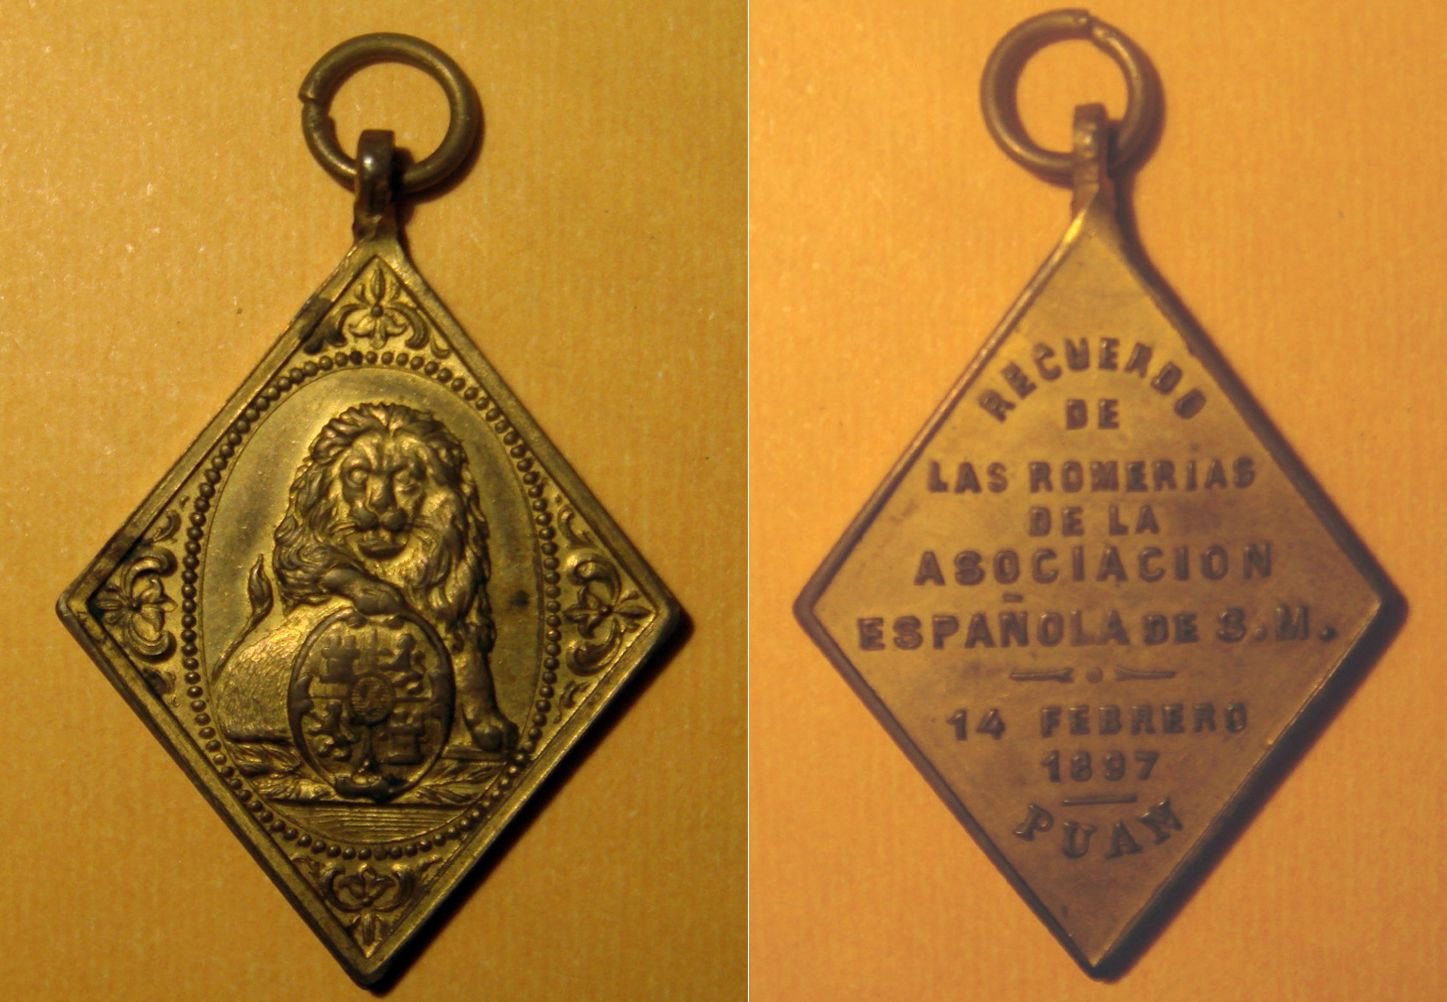 RECUERDO
DE
LAS ROMERIAS
DE LA
ASOCIACION
ESPAÑOLA DE S.M.
14 FEBRERO
1897
PUAN